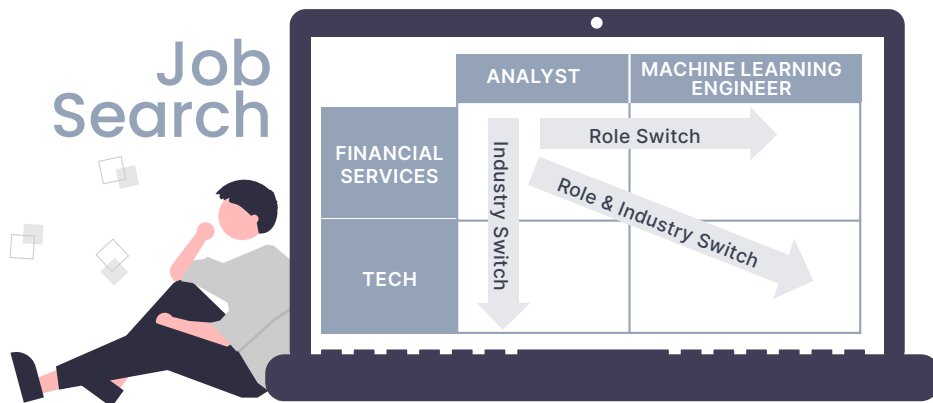 Job
Search
ANALYST
MACHINE LEARNING
ENGINEER
FINANCIAL
SERVICES
Role Switch
Industry Switch
Role & Industry Switch
TECH